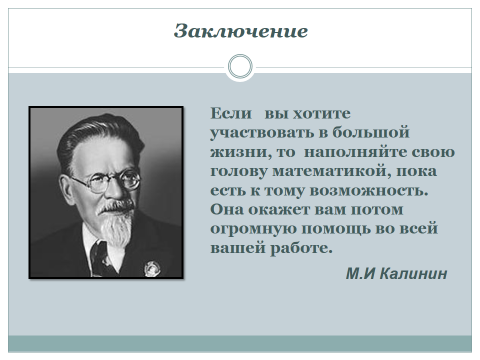 Заключение
Если   вы хотите
участвовать в большой
жизни, то  наполняйте свою
голову математикой, пока
есть к тому возможность.
Она окажет вам потом
огромную помощь во всей
вашей работе.
М.И Калинин